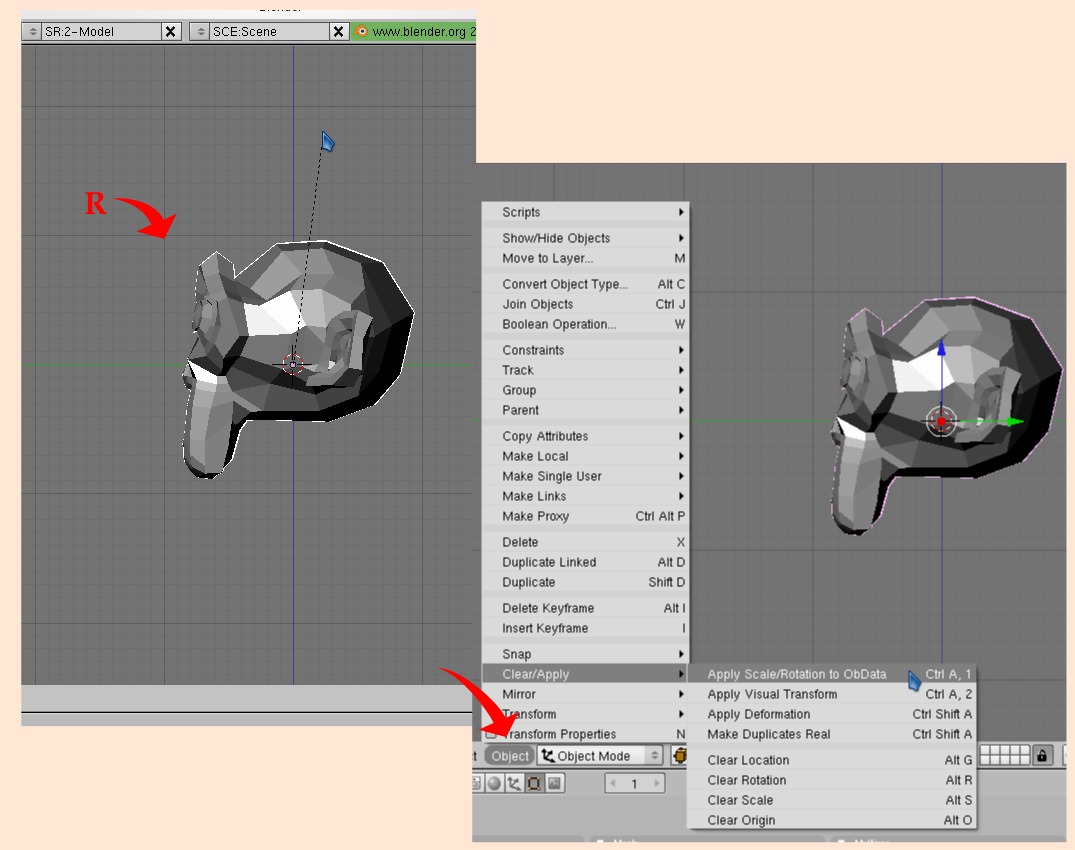 Blender
SR:2-Model X SCE:Scene X www.blender.org 2
R
Scripts
Show/Hide Objects
Move to Layer... M
Convert Object Type... Alt C
Join Objects Ctrl J
Boolean Operation... W
Constraints
Track
Group
Parent
Copy Attributes
Make Local
Make Single User
Make Links
Make Proxy Ctrl Alt P
Delete X
Duplicate Linked Alt D
Duplicate Shift D
Delete Keyframe Alt I
Insert Keyframe I
Snap
Clear/Apply
Mirror
Transform
Transform Properties N
Apply Scale/Rotation to ObData Ctrl A, 1
Apply Visual Transform Ctrl A, 2
Apply Deformation Ctrl Shift A
Make Duplicates Real Ctrl Shift A
Clear Location Alt G
Clear Rotation Alt R
Clear Scale Alt S
Clear Origin Alt O
Object Object Mode
1